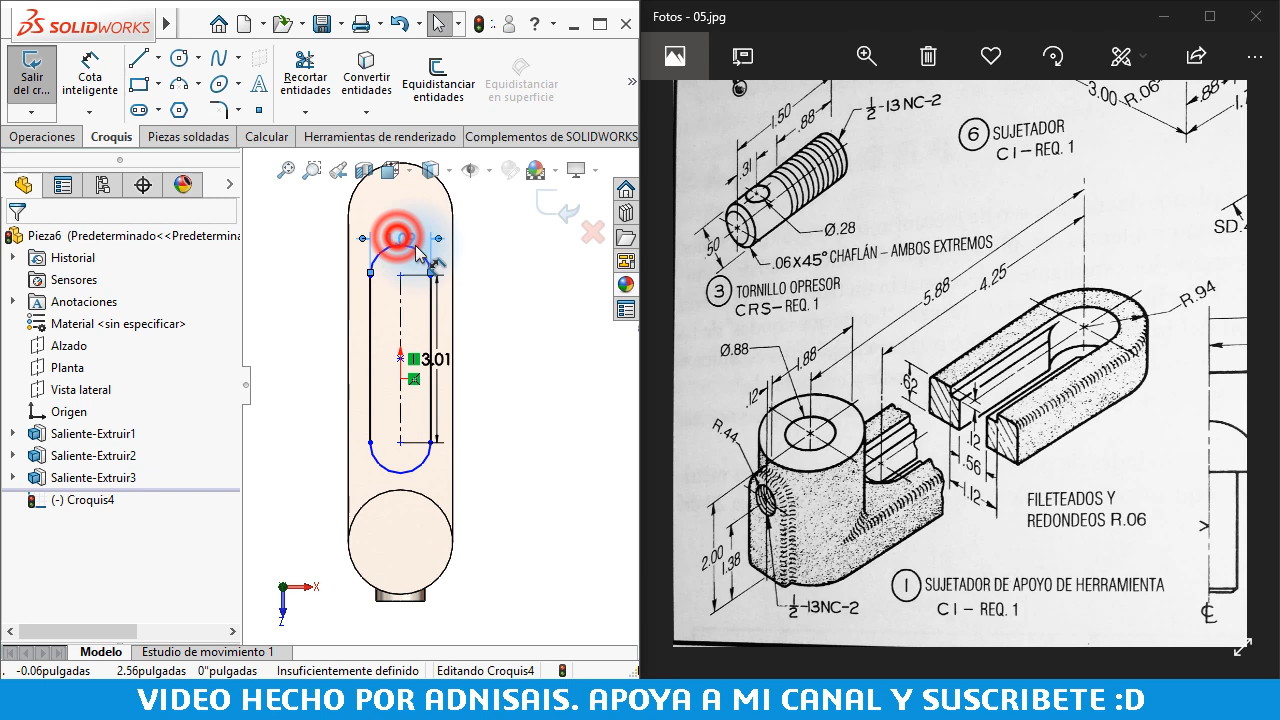 SOLIDWORKS
Salir
del cr...
Cota
inteligente
Recortar
entidades
Convertir
entidades
Equidistanciar
entidades
Equidistanciar
en superficie
Operaciones
Croquis
Piezas soldadas
Calcular
Herramientas de renderizado
Complementos de SOLIDWORKS
Pieza6 (Predeterminado<<Predetermina
Historial
Sensores
Anotaciones
Material <sin especificar>
Alzado
Planta
Vista lateral
Origen
Saliente-Extruir1
Saliente-Extruir2
Saliente-Extruir3
(-) Croquis4
3.01
X
Z
Modelo
Estudio de movimiento 1
-0.06pulgadas
2.56pulgadas
0"pulgadas
Insuficientemente definido
Editando Croquis4
Fotos - 05.jpg
3.00
R.06
.88
1.50
.88
½-13 NC-2
6 SUJETADOR
CI-REQ. 1
.31
SD.
Ø.28
.50
.06X45° CHAFLÁN-AMBOS EXTREMOS
3 TORNILLO OPRESOR
CRS-REQ. 1
5.88
4.25
R.94
Ø.88
1.88
.62
.12
R.44
.12
.56
1.12
FILETEADOS Y
REDONDEOS R.06
2.00
1.38
1 SUJETADOR DE APOYO DE HERRAMIENTA
CI-REQ. 1
½-13NC-2
VIDEO HECHO POR ADNISAIS. APOYA A MI CANAL Y SUSCRIBETE :D